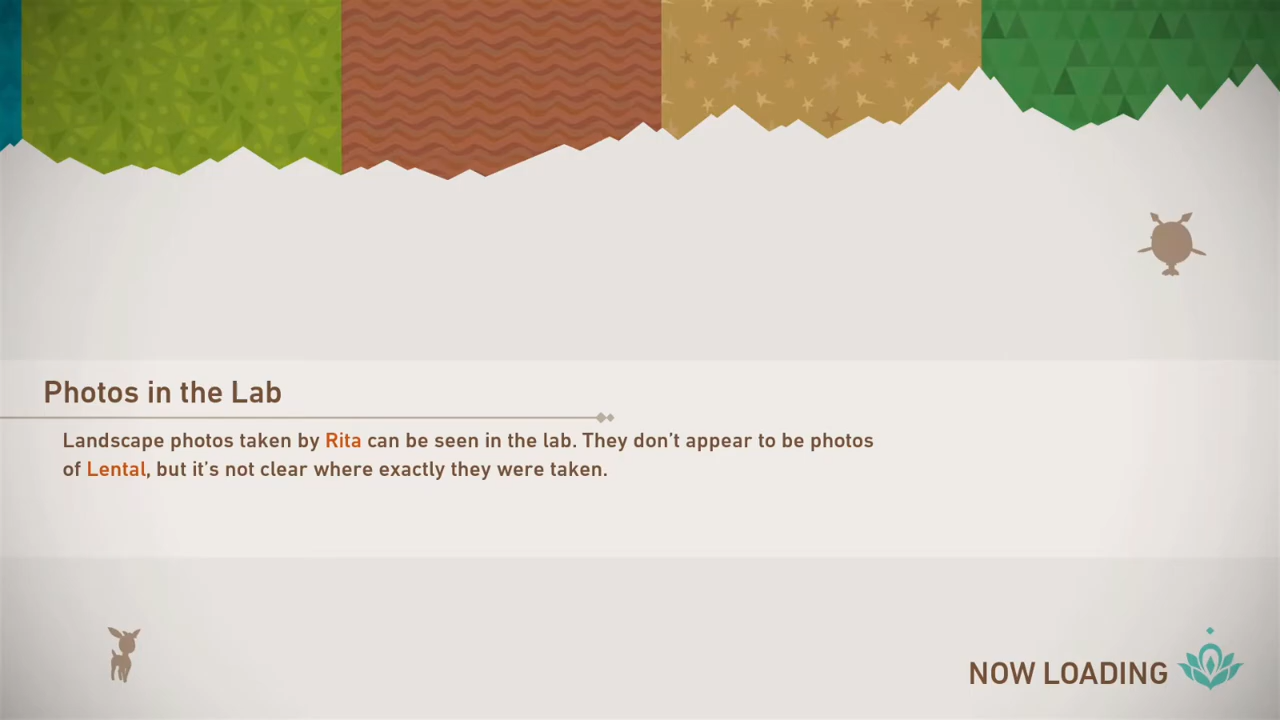 Photos in the Lab
Landscape photos taken by Rita can be seen in the lab. They don't appear to be photos
of Lental, but it's not clear where exactly they were taken.
NOW LOADING